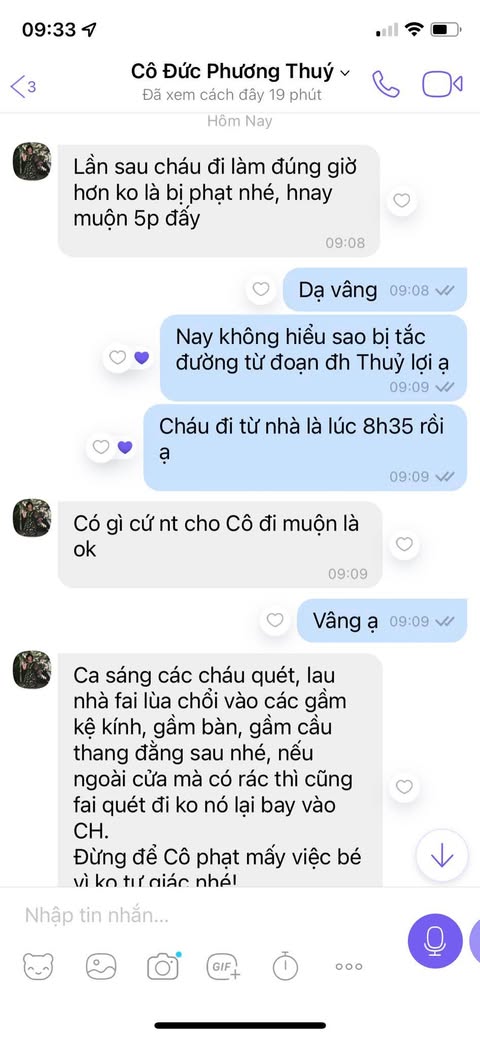 09:33
3
Cô Đức Phương Thuý
Đã xem cách đây 19 phút
Hôm Nay
Lần sau cháu đi làm đúng giờ
hơn ko là bị phạt nhé, hnay
muộn 5p đấy
09:08
Dạ vâng 09:08
Nay không hiểu sao bị tắc
đường từ đoạn đh Thuỷ lợi ạ
09:09
Cháu đi từ nhà là lúc 8h35 rồi
ạ
09:09
Có gì cứ nt cho Cô đi muộn là
ok
09:09
Vâng ạ 09:09
Ca sáng các cháu quét, lau
nhà fai lùa chổi vào các gầm
kệ kính, gầm bàn, gầm cầu
thang đằng sau nhé, nếu
ngoài cửa mà có rác thì cũng
fai quét đi ko nó lại bay vào
CH.
Đừng để Cô phạt mấy việc bé
vì ko tự giác nhé!
Nhập tin nhắn...
GIF